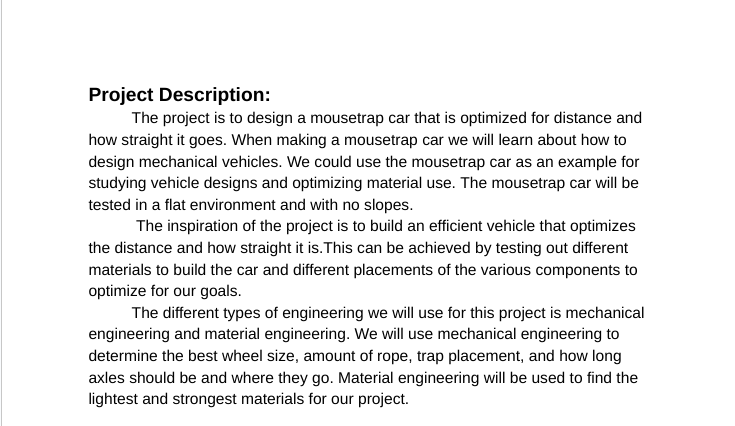 Project Description:
The project is to design a mousetrap car that is optimized for distance and
how straight it goes. When making a mousetrap car we will learn about how to
design mechanical vehicles. We could use the mousetrap car as an example for
studying vehicle designs and optimizing material use. The mousetrap car will be
tested in a flat environment and with no slopes.
The inspiration of the project is to build an efficient vehicle that optimizes
the distance and how straight it is.This can be achieved by testing out different
materials to build the car and different placements of the various components to
optimize for our goals.
The different types of engineering we will use for this project is mechanical
engineering and material engineering. We will use mechanical engineering to
determine the best wheel size, amount of rope, trap placement, and how long
axles should be and where they go. Material engineering will be used to find the
lightest and strongest materials for our project.